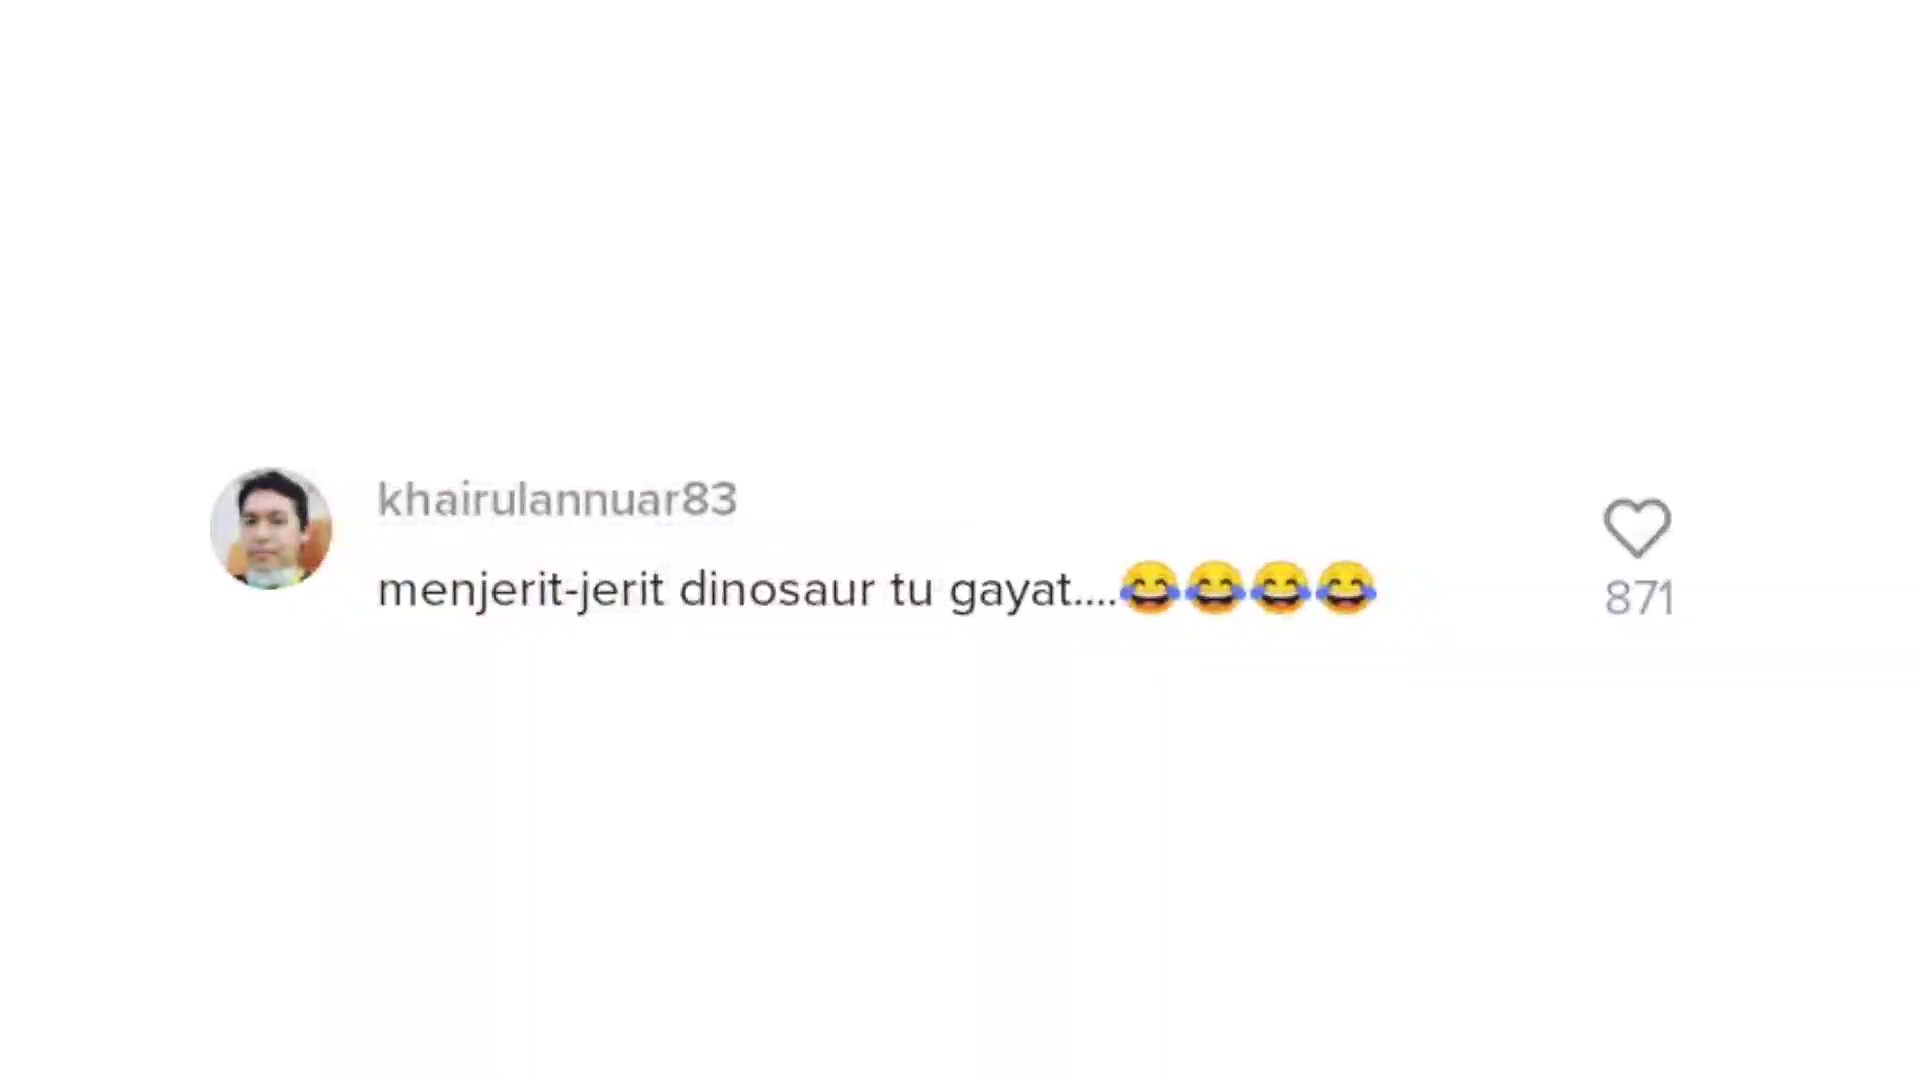 khairulannuar83
menjerit-jerit dinosaur tu gayat....😂😂😂😂
871